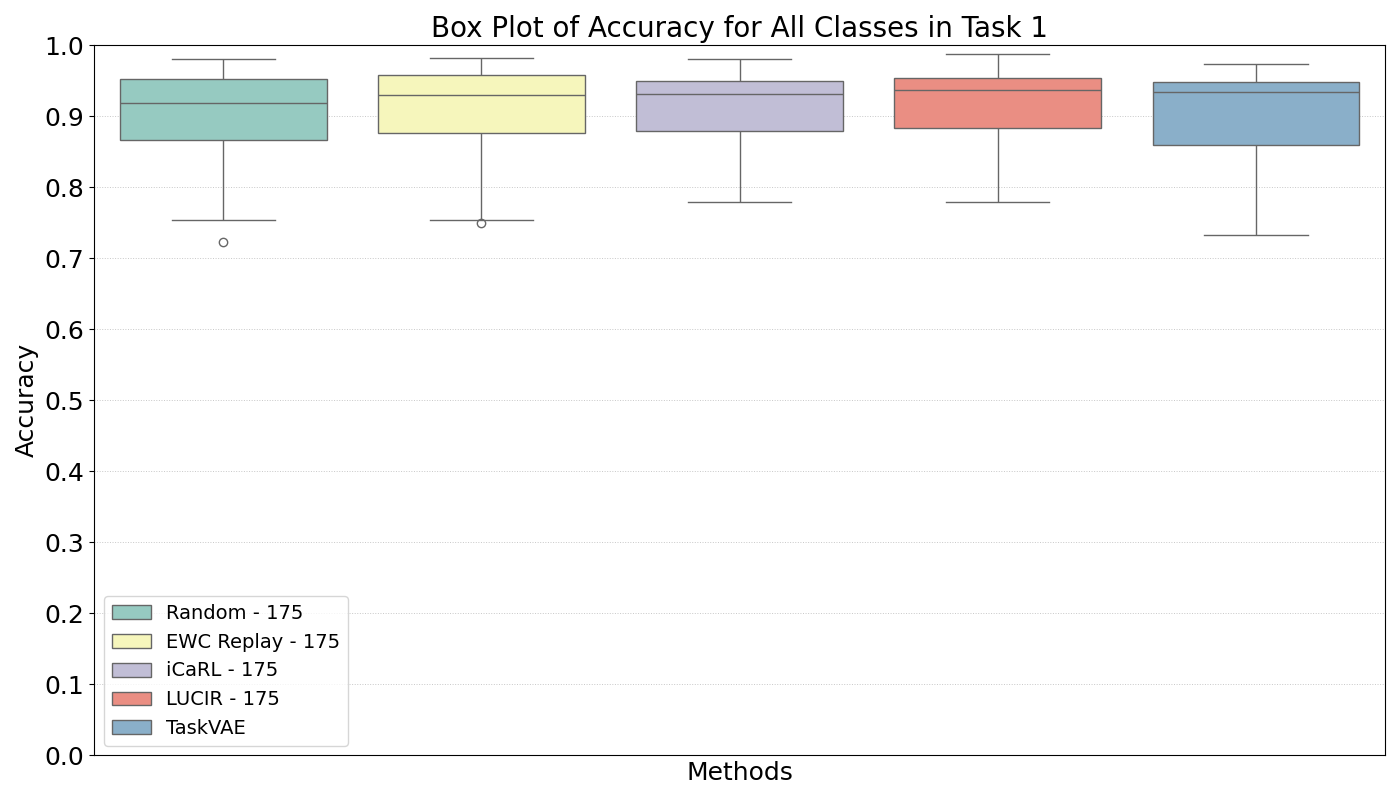 Box Plot of Accuracy for All Classes in Task 1
1.0
0.9
0.8
0.7
0.6
0.5
0.4
0.3
0.2
0.1
0.0
Accuracy
Random - 175
EWC Replay - 175
iCaRL - 175
LUCIR - 175
TaskVAE
Methods